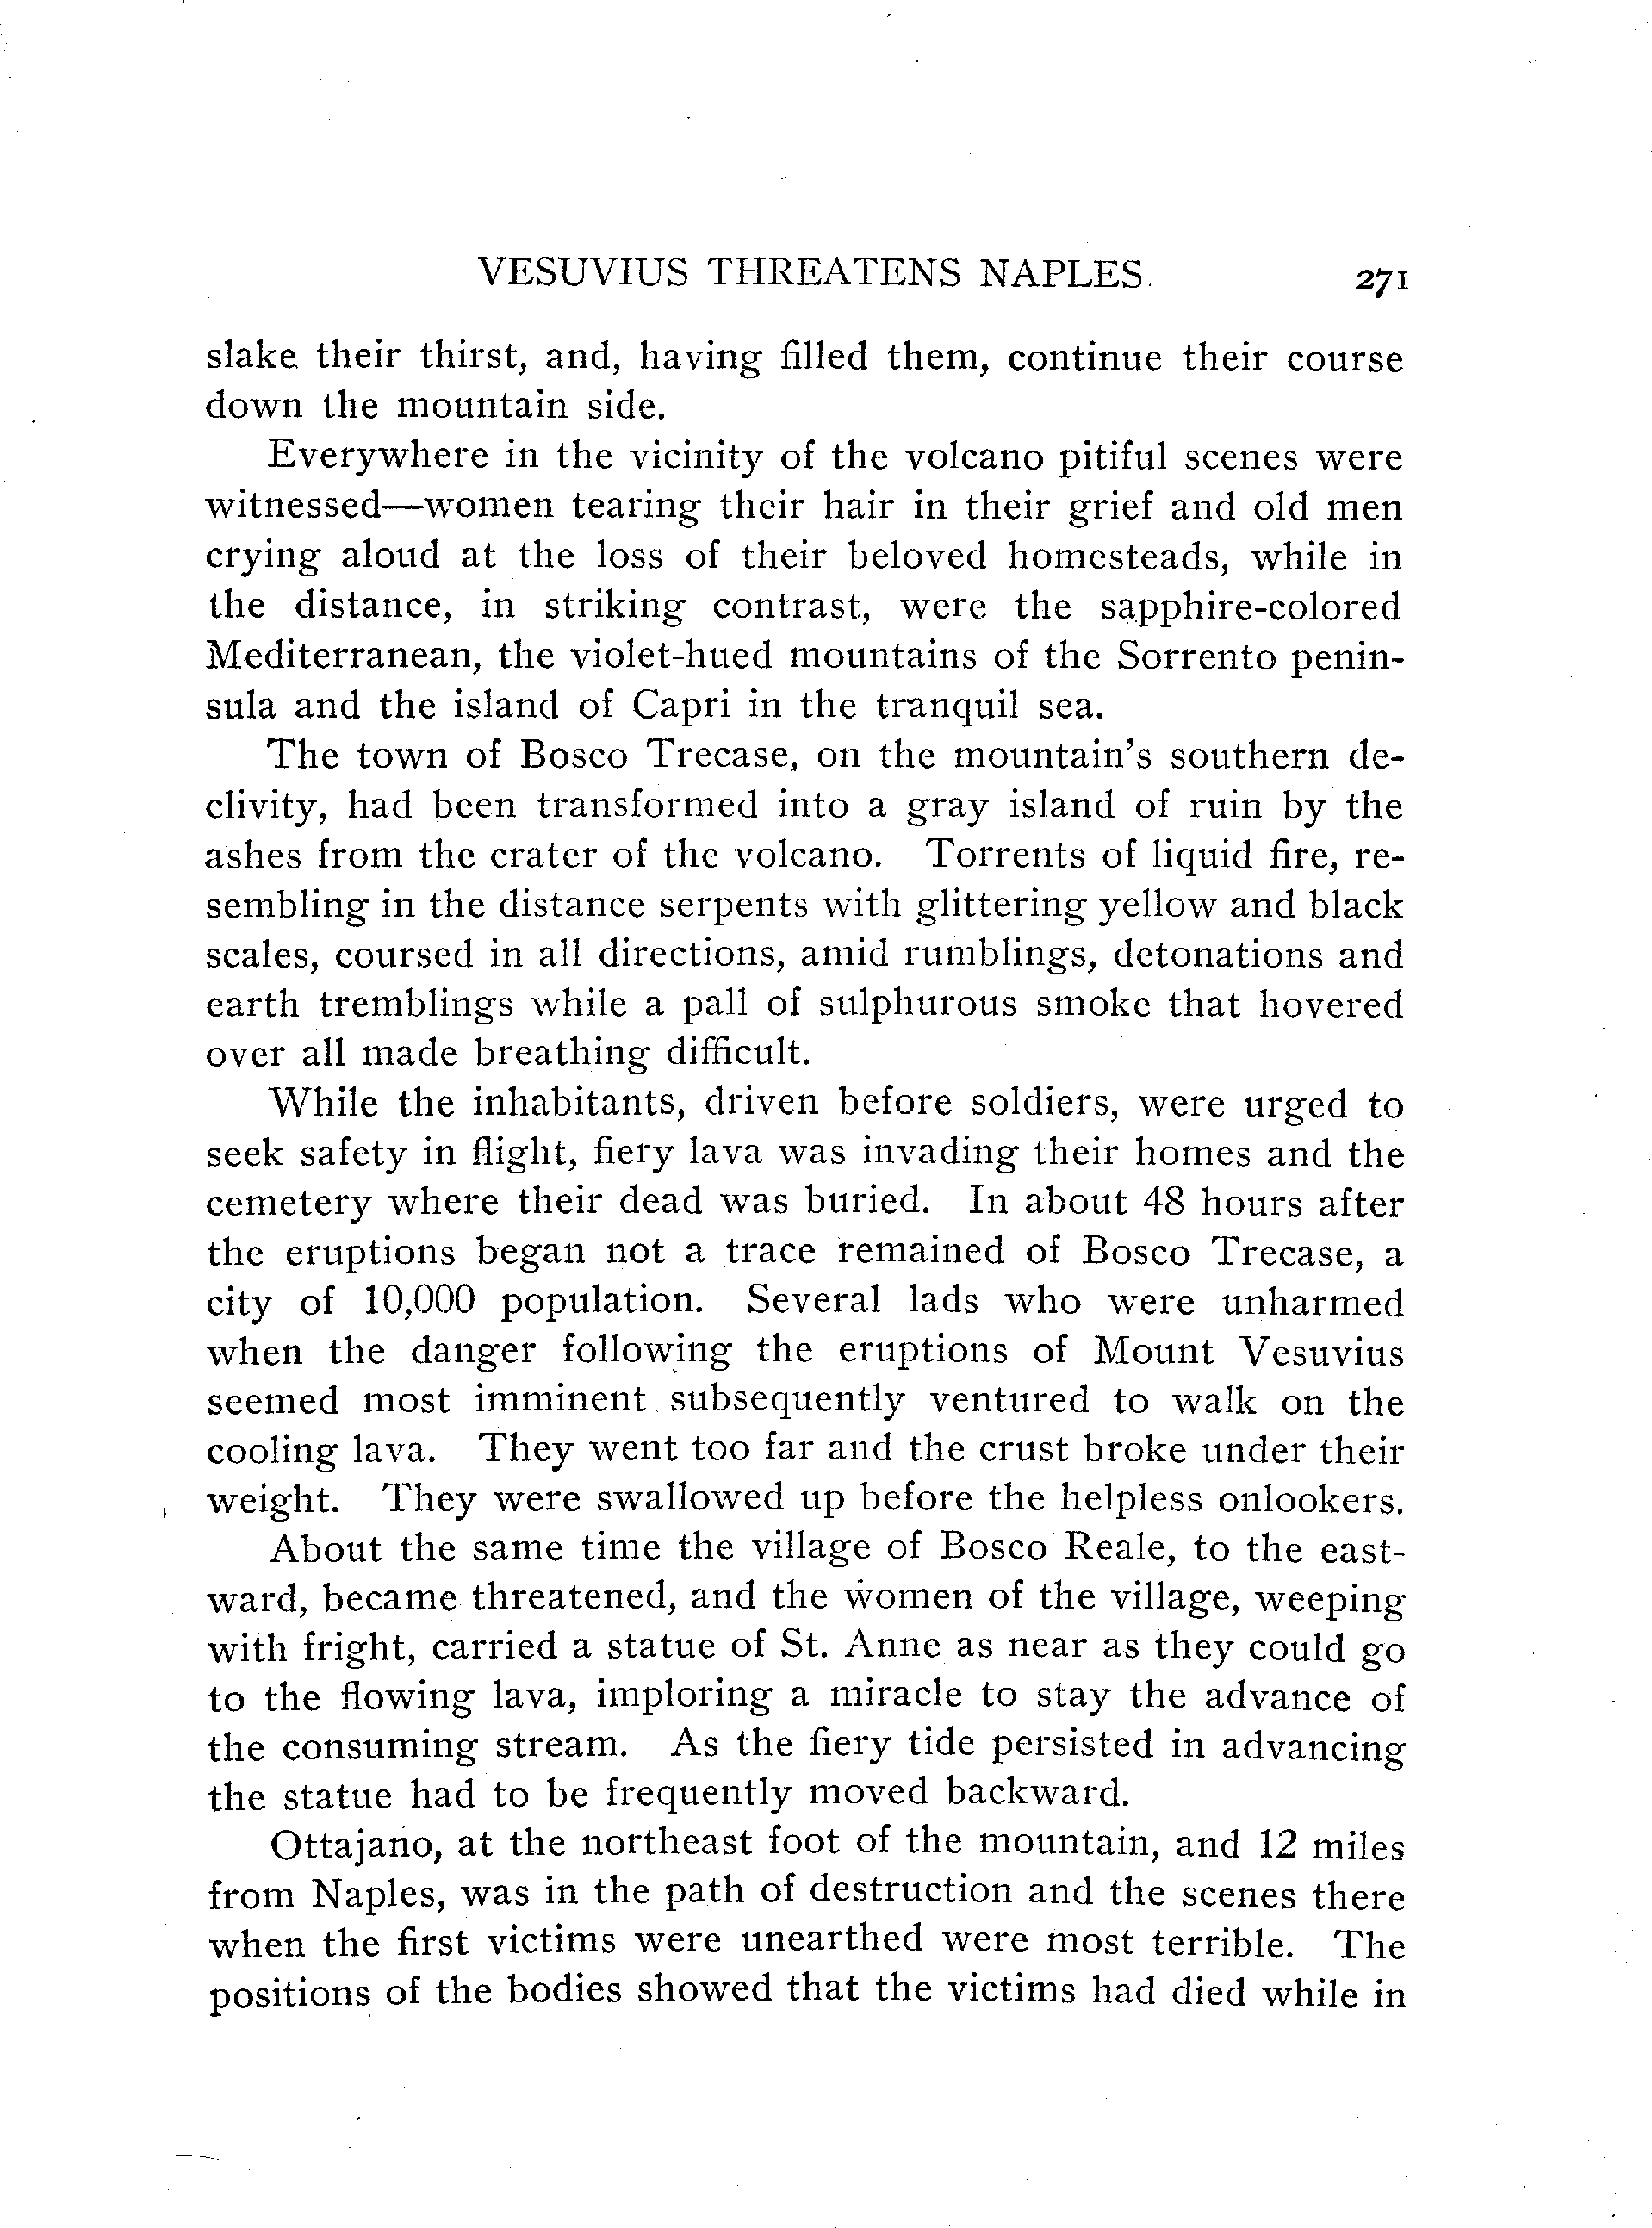 VESUVIUS THREATENS NAPLES. 271
slake their thirst, and, having filled them, continue their course
down the mountain side.
Everywhere in the vicinity of the volcano pitiful scenes were
witnessed—women tearing their hair in their grief and old men
crying aloud at the loss of their beloved homesteads, while in
the distance, in striking contrast, were the sapphire-colored
Mediterranean, the violet-hued mountains of the Sorrento penin-
sula and the island of Capri in the tranquil sea.
The town of Bosco Trecase, on the mountain's southern de-
clivity, had been transformed into a gray island of ruin by the
ashes from the crater of the volcano. Torrents of liquid fire, re-
sembling in the distance serpents with glittering yellow and black
scales, coursed in all directions, amid rumblings, detonations and
earth tremblings while a pall of sulphurous smoke that hovered
over all made breathing difficult.
While the inhabitants, driven before soldiers, were urged to
seek safety in flight, fiery lava was invading their homes and the
cemetery where their dead was buried. In about 48 hours after
the eruptions began not a trace remained of Bosco Trecase, a
city of 10,000 population. Several lads who were unharmed
when the danger following the eruptions of Mount Vesuvius
seemed most imminent subsequently ventured to walk on the
cooling lava. They went too far and the crust broke under their
weight. They were swallowed up before the helpless onlookers.
About the same time the village of Bosco Reale, to the east-
ward, became threatened, and the women of the village, weeping
with fright, carried a statue of St. Anne as near as they could go
to the flowing lava, imploring a miracle to stay the advance of
the consuming stream. As the fiery tide persisted in advancing
the statue had to be frequently moved backward.
Ottajano, at the northeast foot of the mountain, and 12 miles
from Naples, was in the path of destruction and the scenes there
when the first victims were unearthed were most terrible. The
positions of the bodies showed that the victims had died while in